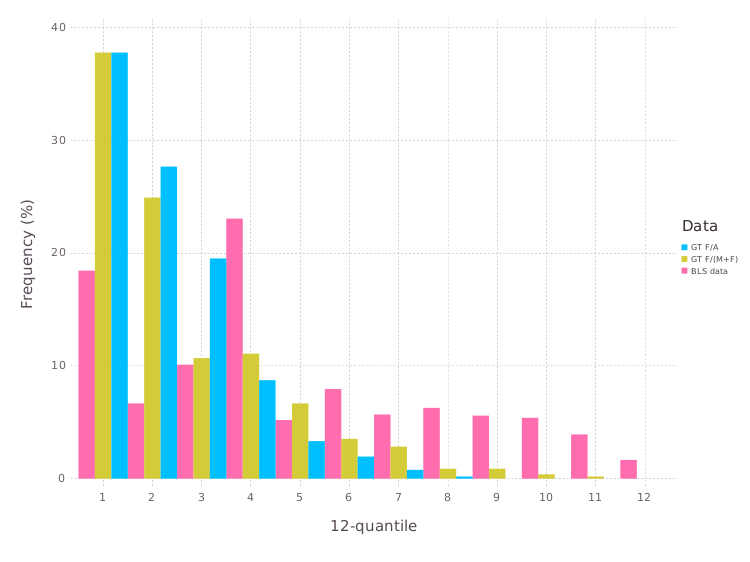 40
30
20
10
0
Frequency (%)
1 2 3 4 5 6 7 8 9 10 11 12
12-quantile
Data
GT F/A
GT F/(M+F)
BLS data